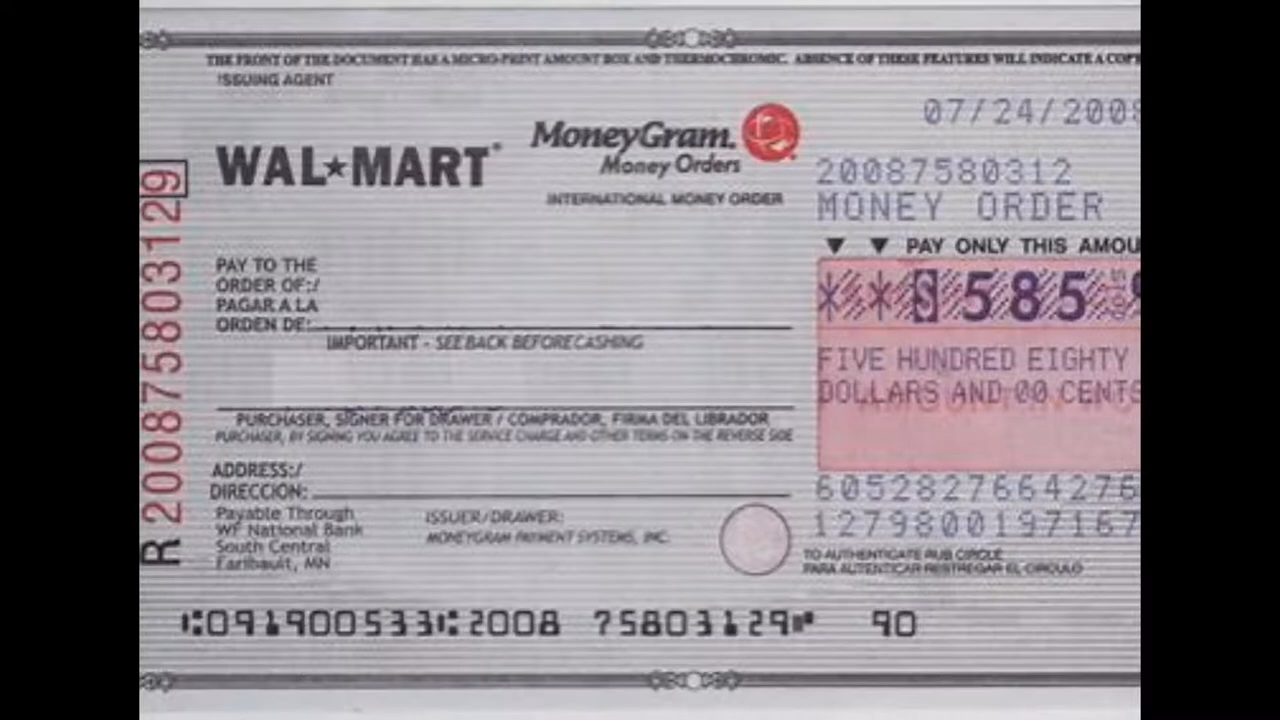 THE FRONT OF THE DOCUMENT HAS A MICRO-PRINT AMOUNT BOX AND THERMOCHROMIC. ABSENCE OF THESE FEATURES WILL INDICATE A COPY
ISSUING AGENT
07/24/2008
WAL★MART
MoneyGram.
Money Orders
INTERNATIONAL MONEY ORDER
20087580312
MONEY ORDER
PAY ONLY THIS AMOU
**$585
FIVE HUNDRED EIGHTY
DOLLARS AND 00 CENTS
PAY TO THE
ORDER OF:/
PAGAR A LA
ORDEN DE:
IMPORTANT - SEE BACK BEFORE CASHING
PURCHASER, SIGNER FOR DRAWER / COMPRADOR, FIRMA DEL LIBRADOR
PURCHASER, BY SIGNING YOU AGREE TO THE SERVICE CHARGE AND OTHER TERMS ON THE REVERSE SIDE
ADDRESS:/
DIRECCION:
Payable Through
WF National Bank
South Central
Faribault, MN
ISSUER/DRAWER:
MONEYGRAM PAYMENT SYSTEMS, INC.
60528276642 76
127980019 7167
TO AUTHENTICATE RUB CIRCLE
PARA AUTENTICAR RESTREGAR EL CIRCULO
R 200875803129
⑆091900533⑆2008 75803129⑈ 90